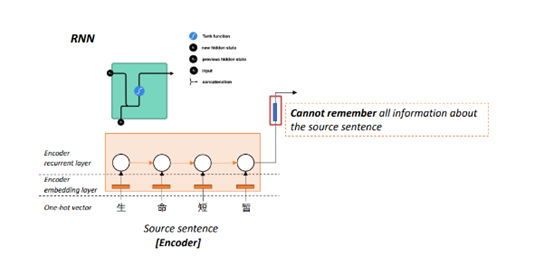 RNN
Tanh function
new hidden state
previous hidden state
input
concatenation
Cannot remember all information about
the source sentence
Encoder
recurrent layer
Encoder
embedding layer
One-hot vector
生 命 短 暂
Source sentence
[Encoder]